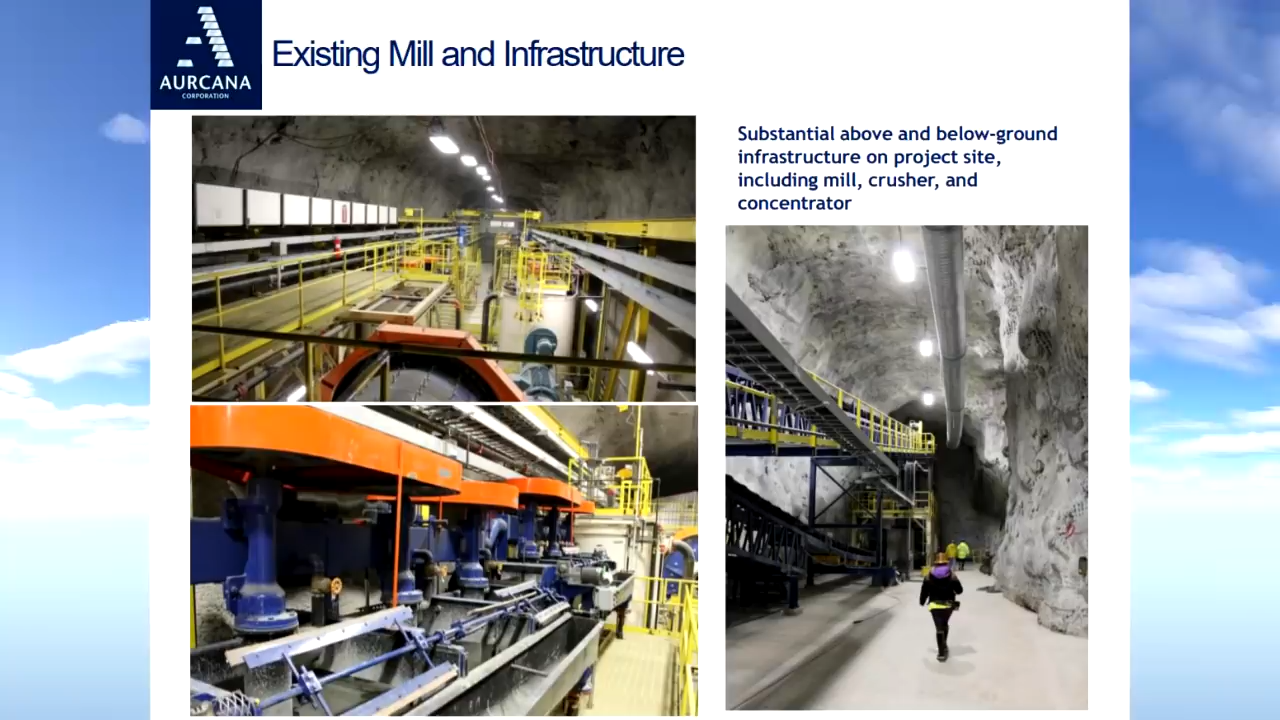 AURCANA
CORPORATION
Existing Mill and Infrastructure
Substantial above and below-ground
infrastructure on project site,
including mill, crusher, and
concentrator